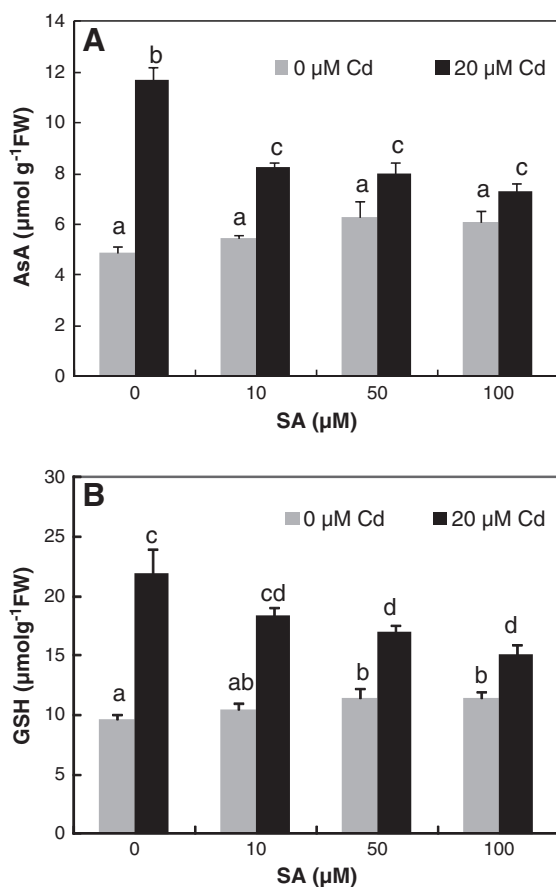 A
0 µM Cd 20 µM Cd
14
12
10
8
6
4
2
0
AsA (µmol g⁻¹FW)
a b a c a c a c
0 10 50 100
SA (µM)
B
0 µM Cd 20 µM Cd
30
25
20
15
10
5
0
GSH (µmolg⁻¹FW)
a c ab cd b d b d
0 10 50 100
SA (µM)